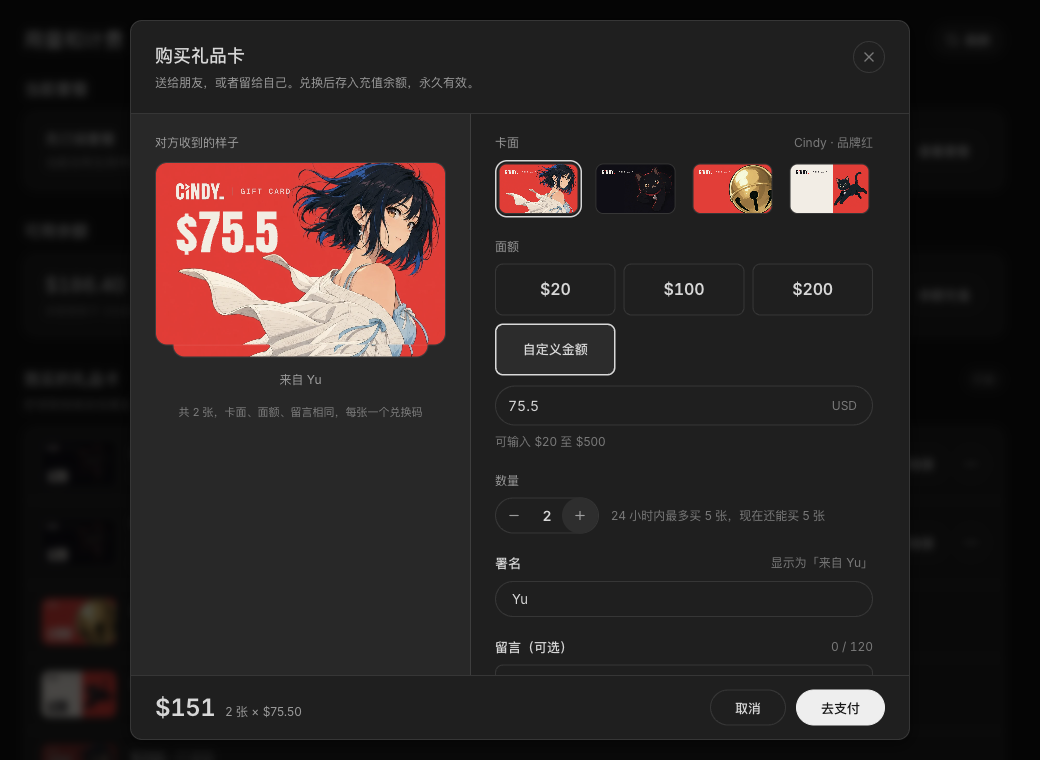 购买礼品卡
送给朋友，或者留给自己。兑换后存入充值余额，永久有效。
对方收到的样子
CINDY.
GIFT CARD
$75.5
来自 Yu
共 2 张，卡面、面额、留言相同，每张一个兑换码
卡面
Cindy · 品牌红
面额
$20
$100
$200
自定义金额
75.5
USD
可输入 $20 至 $500
数量
− 2 +
24 小时内最多买 5 张，现在还能买 5 张
署名
显示为「来自 Yu」
Yu
留言（可选）
0 / 120
$151
2 张 × $75.50
取消
去支付